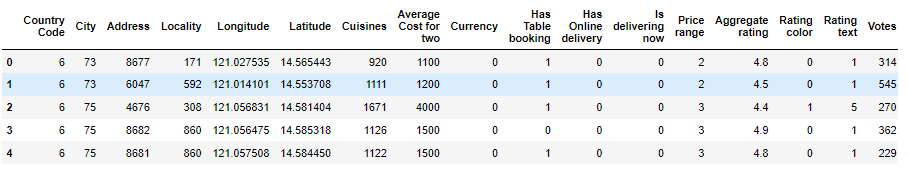 Country Code City Address Locality Longitude Latitude Cuisines Average Cost for two Currency Has Table booking Has Online delivery Is delivering now Price range Aggregate rating Rating color Rating text Votes
0 6 73 8677 171 121.027535 14.565443 920 1100 0 1 0 0 2 4.8 0 1 314
1 6 73 6047 592 121.014101 14.553708 1111 1200 0 1 0 0 2 4.5 0 1 545
2 6 75 4676 308 121.056831 14.581404 1671 4000 0 1 0 0 3 4.4 1 5 270
3 6 75 8682 860 121.056475 14.585318 1126 1500 0 0 0 0 3 4.9 0 1 362
4 6 75 8681 860 121.057508 14.584450 1122 1500 0 1 0 0 3 4.8 0 1 229